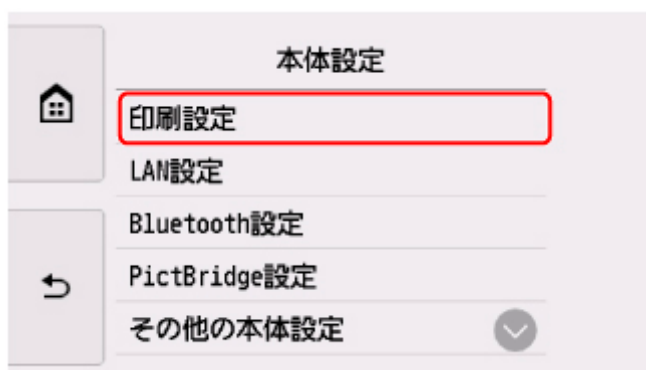 本体設定
印刷設定
LAN設定
Bluetooth設定
PictBridge設定
その他の本体設定